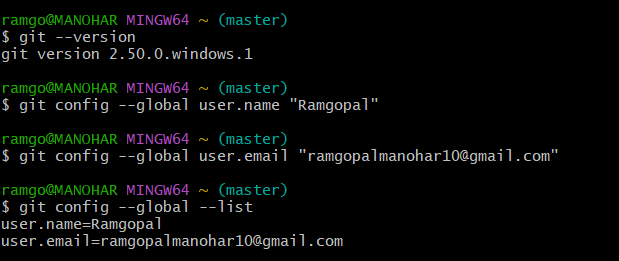 ramgo@MANOHAR MINGW64 ~ (master)
$ git --version
git version 2.50.0.windows.1
ramgo@MANOHAR MINGW64 ~ (master)
$ git config --global user.name "Ramgopal"
ramgo@MANOHAR MINGW64 ~ (master)
$ git config --global user.email "ramgopalmanohar10@gmail.com"
ramgo@MANOHAR MINGW64 ~ (master)
$ git config --global --list
user.name=Ramgopal
user.email=ramgopalmanohar10@gmail.com